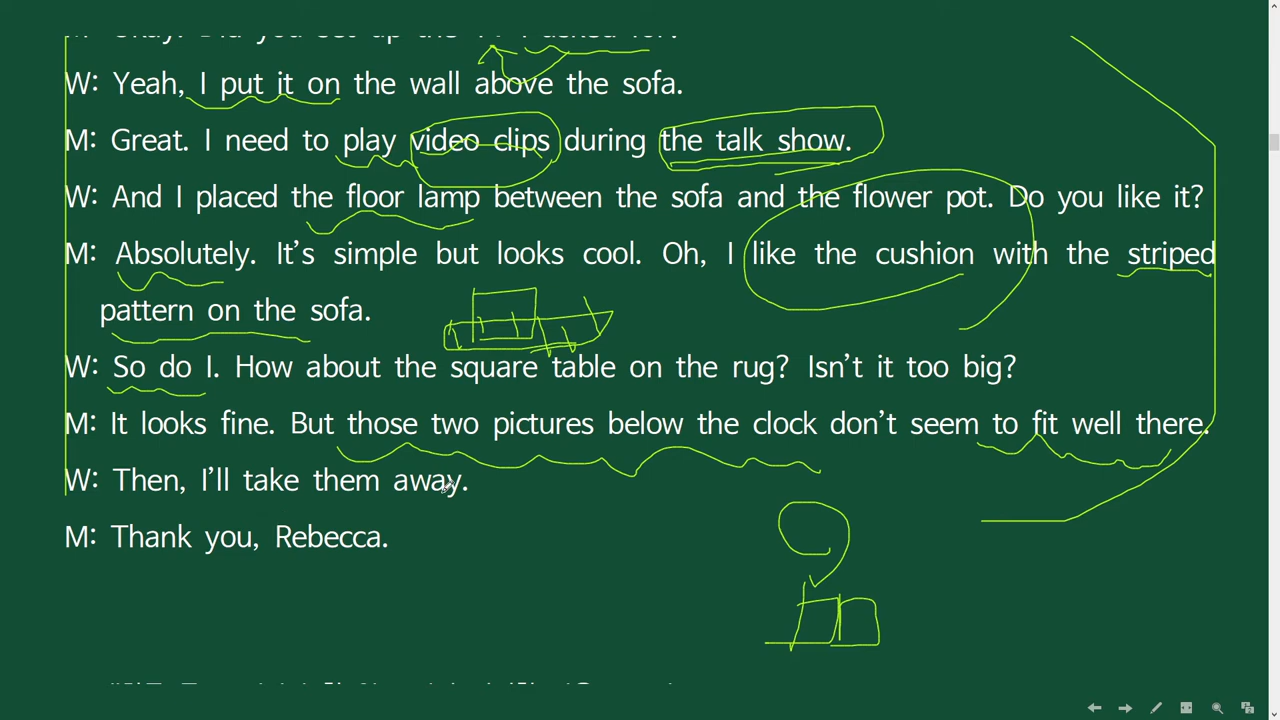 W: Yeah, I put it on the wall above the sofa.
M: Great. I need to play video clips during the talk show.
W: And I placed the floor lamp between the sofa and the flower pot. Do you like it?
M: Absolutely. It's simple but looks cool. Oh, I like the cushion with the striped
pattern on the sofa.
W: So do I. How about the square table on the rug? Isn't it too big?
M: It looks fine. But those two pictures below the clock don't seem to fit well there.
W: Then, I'll take them away.
M: Thank you, Rebecca.